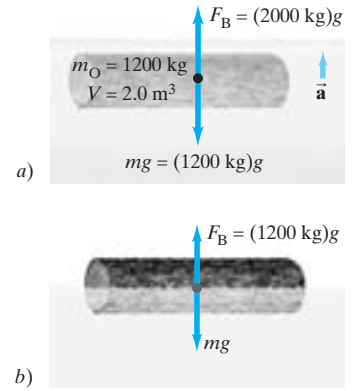 F_B = (2000 kg)g
m_O = 1200 kg
V = 2.0 m³
a⃗
mg = (1200 kg)g
a)
F_B = (1200 kg)g
mg
b)